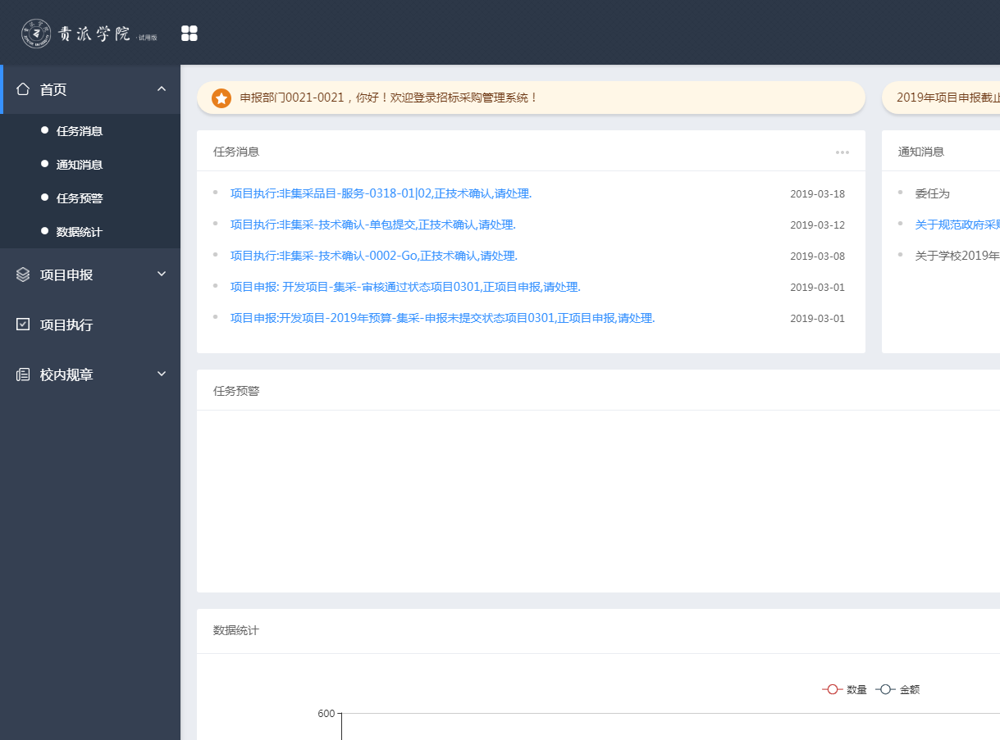 贵派学院 ·试用版
首页
任务消息
通知消息
任务预警
数据统计
项目申报
项目执行
校内规章
申报部门0021-0021，你好！欢迎登录招标采购管理系统！
2019年项目申报截止
任务消息
项目执行:非集采品目-服务-0318-01|02,正技术确认,请处理. 2019-03-18
项目执行:非集采-技术确认-单包提交,正技术确认,请处理. 2019-03-12
项目执行:非集采-技术确认-0002-Go,正技术确认,请处理. 2019-03-08
项目申报: 开发项目-集采-审核通过状态项目0301,正项目申报,请处理. 2019-03-01
项目申报:开发项目-2019年预算-集采-申报未提交状态项目0301,正项目申报,请处理. 2019-03-01
通知消息
委任为
关于规范政府采购
关于学校2019年
任务预警
数据统计
数量 金额
600